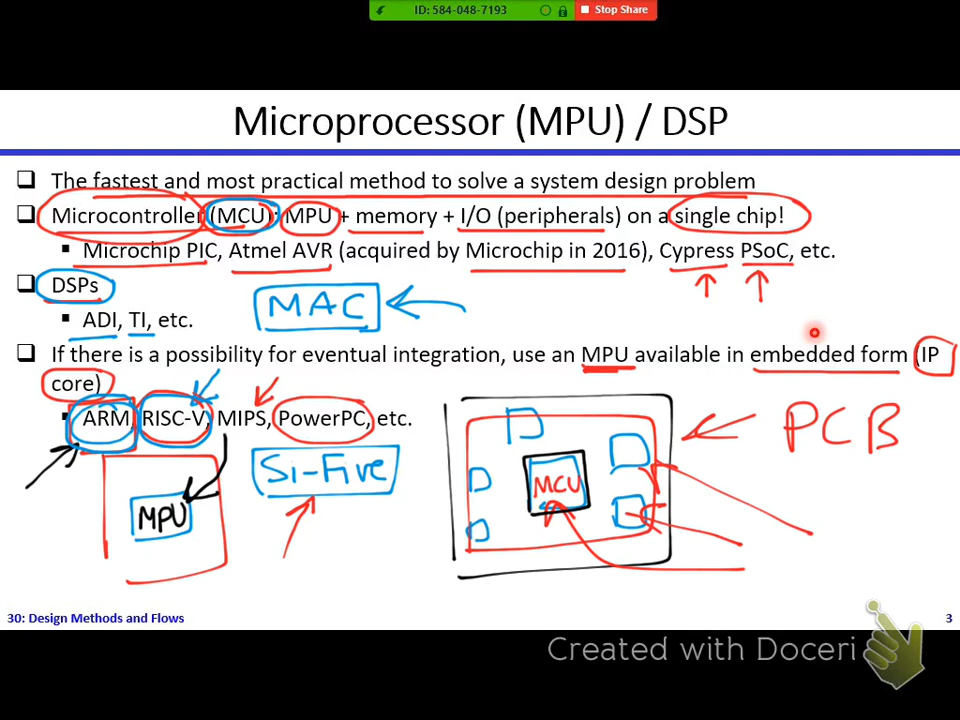 ID: 584-048-7193 Stop Share
Microprocessor (MPU) / DSP
The fastest and most practical method to solve a system design problem
Microcontroller (MCU): MPU + memory + I/O (peripherals) on a single chip!
Microchip PIC, Atmel AVR (acquired by Microchip in 2016), Cypress PSoC, etc.
DSPs
MAC
ADI, TI, etc.
If there is a possibility for eventual integration, use an MPU available in embedded form (IP
core)
ARM, RISC-V, MIPS, PowerPC, etc.
PCB
Si-Five
MCU
MPU
30: Design Methods and Flows
3
Created with Doceri